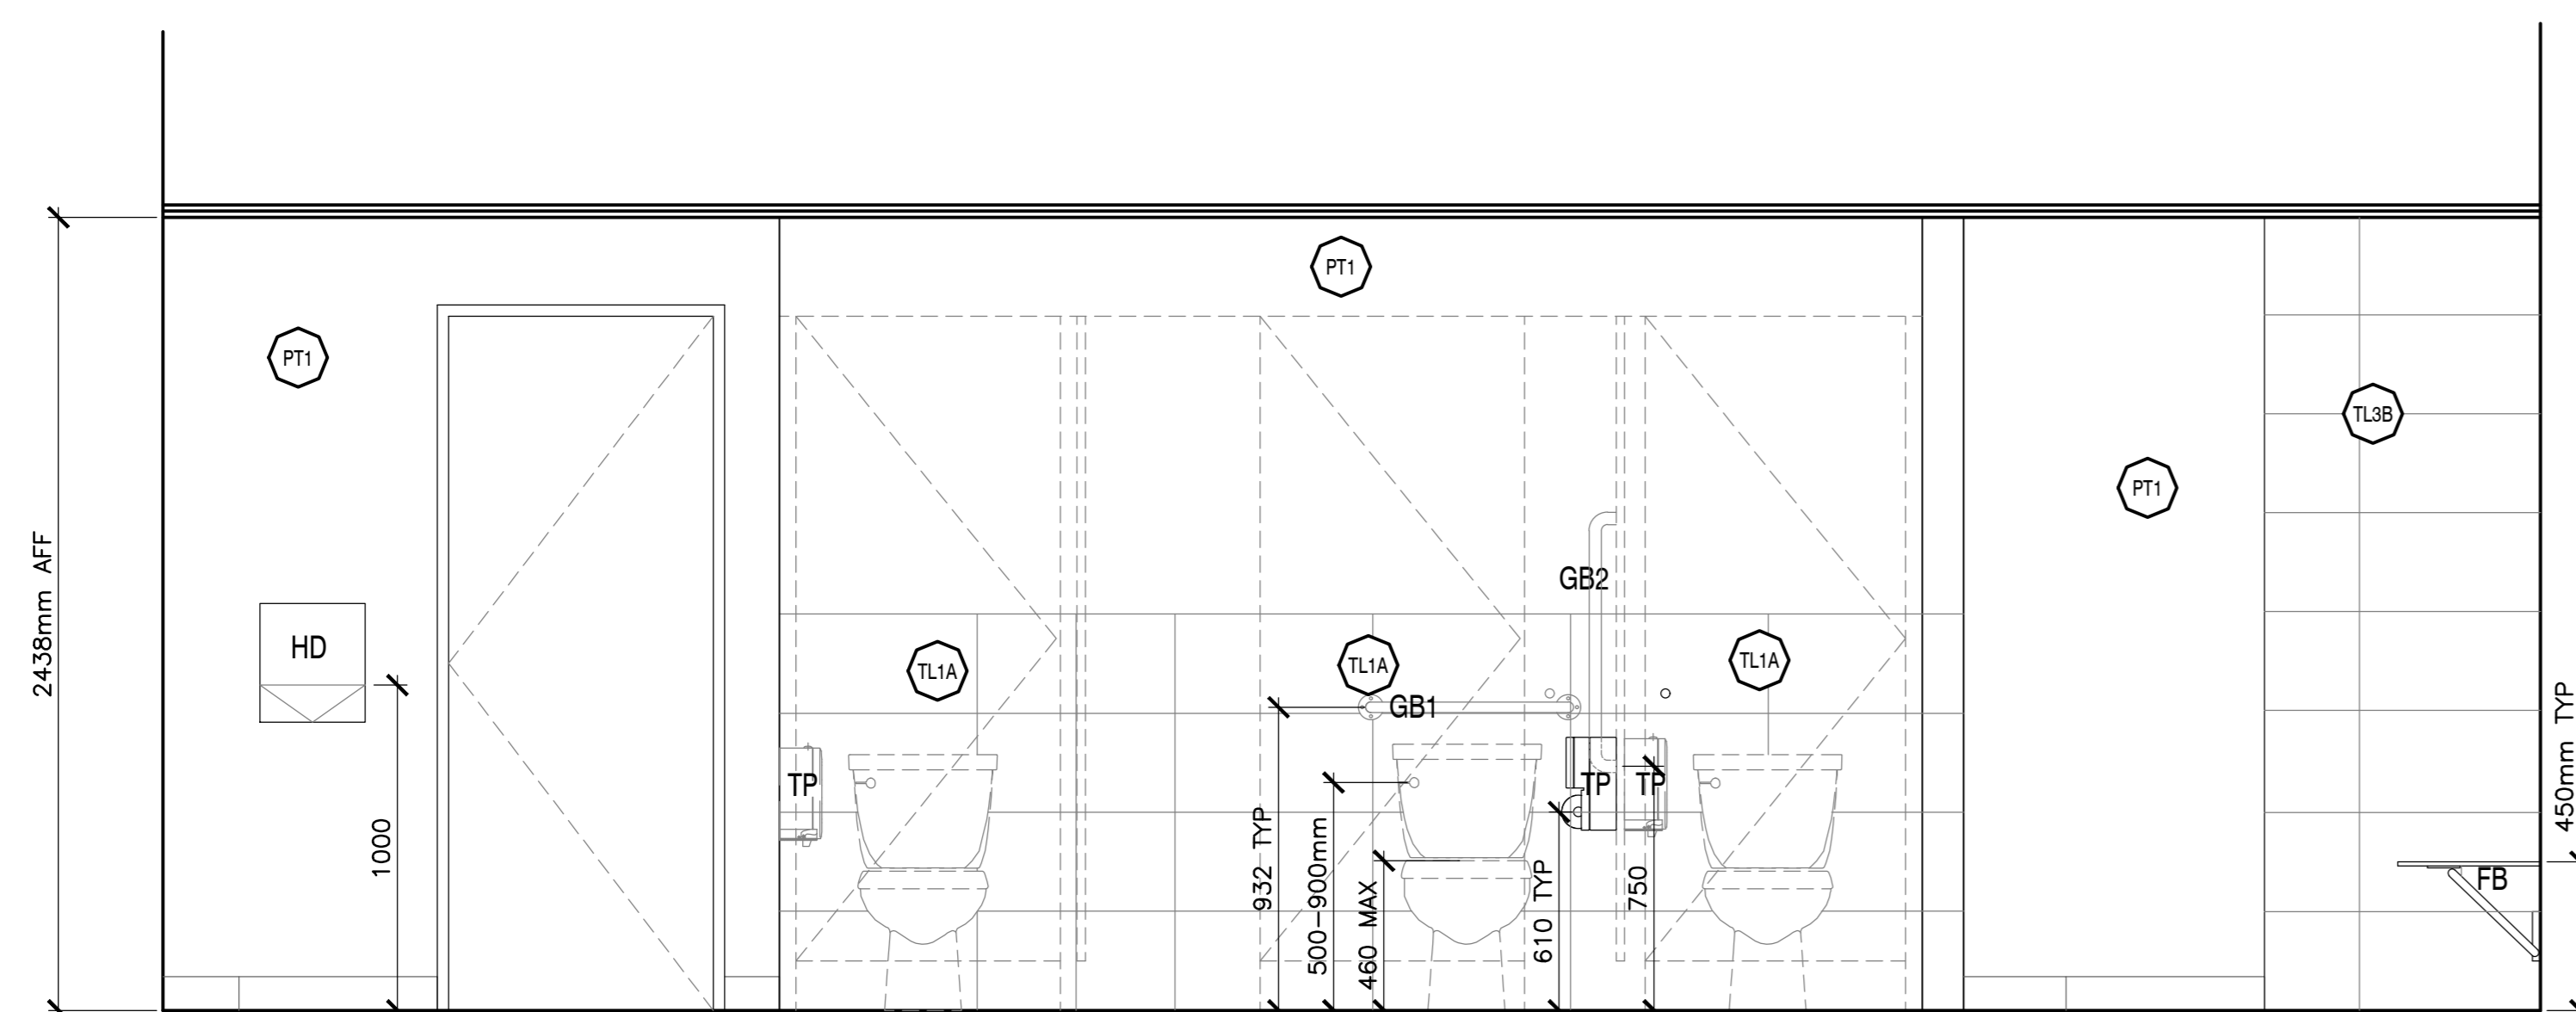 PT1
PT1
TL3B
PT1
2438mm AFF
GB2
HD
TL1A
TL1A
TL1A
GB1
TP
TP
TP
1000
932 TYP
500-900mm
460 MAX
610 TYP
750
FB
450mm TYP